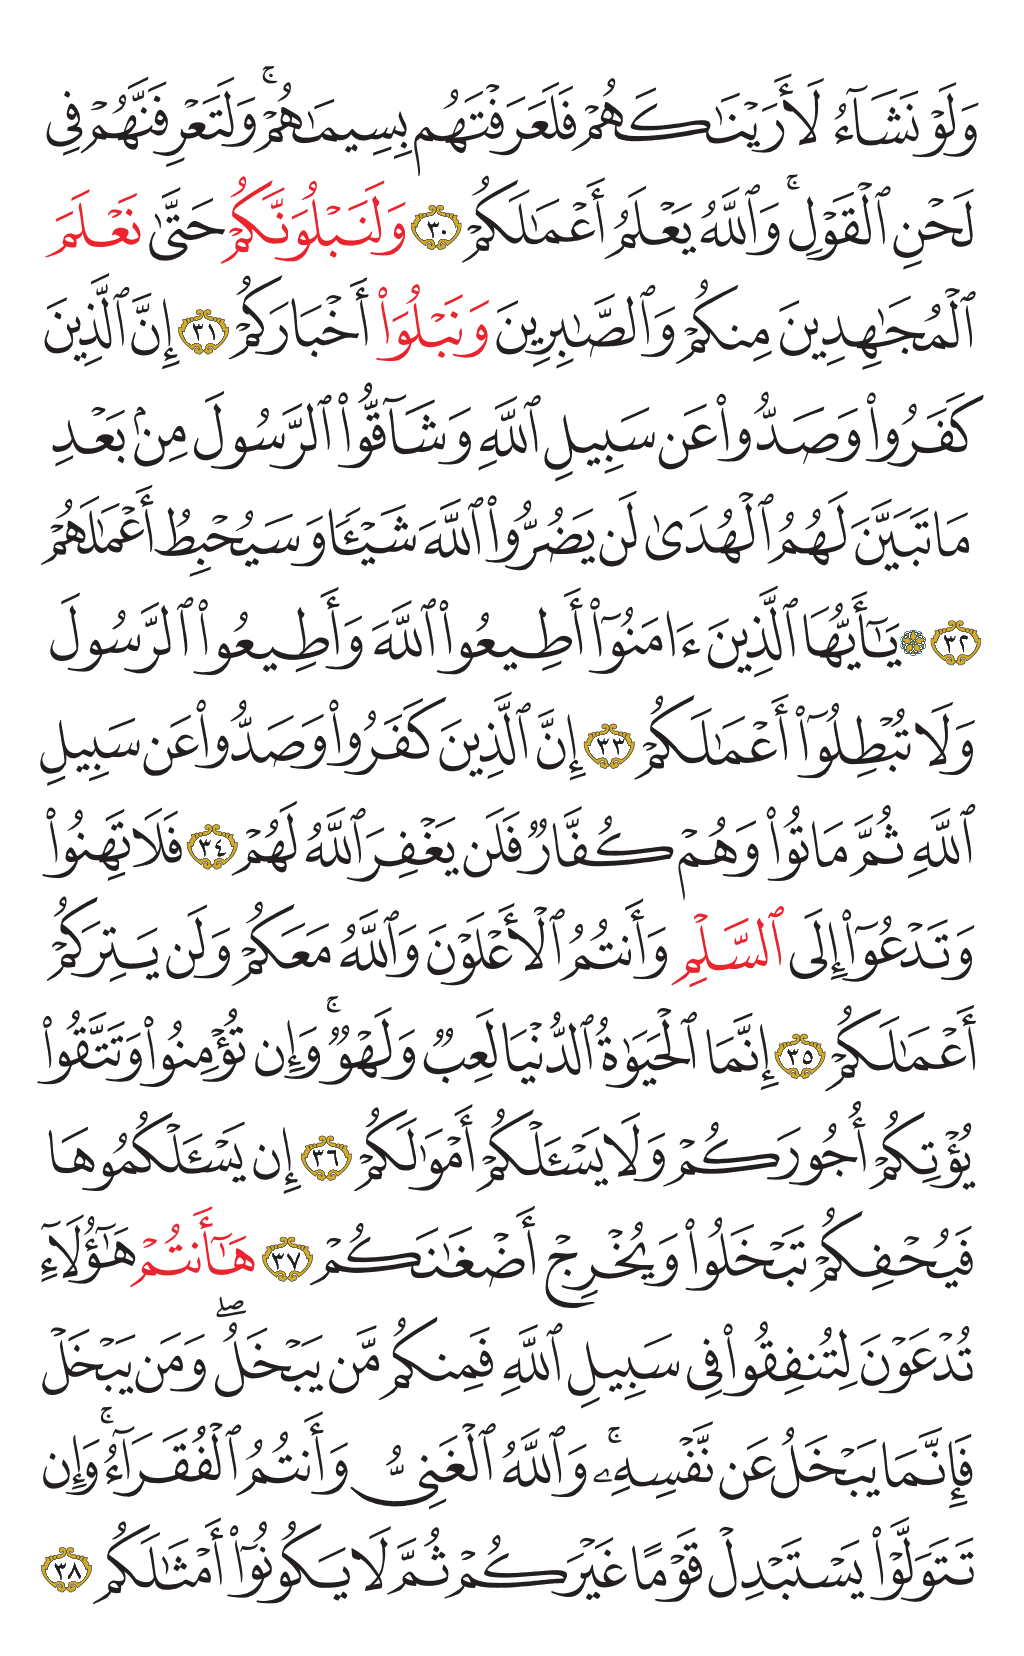 وَلَوْ نَشَآءُ لَأَرَيْنَٰكَهُمْ فَلَعَرَفْتَهُم بِسِيمَٰهُمْ ۚ وَلَتَعْرِفَنَّهُمْ فِى
لَحْنِ ٱلْقَوْلِ ۚ وَٱللَّهُ يَعْلَمُ أَعْمَٰلَكُمْ ٣٠ وَلَنَبْلُوَنَّكُمْ حَتَّىٰ نَعْلَمَ
ٱلْمُجَٰهِدِينَ مِنكُمْ وَٱلصَّٰبِرِينَ وَنَبْلُوَا۟ أَخْبَارَكُمْ ٣١ إِنَّ ٱلَّذِينَ
كَفَرُوا۟ وَصَدُّوا۟ عَن سَبِيلِ ٱللَّهِ وَشَآقُّوا۟ ٱلرَّسُولَ مِنۢ بَعْدِ
مَا تَبَيَّنَ لَهُمُ ٱلْهُدَىٰ لَن يَضُرُّوا۟ ٱللَّهَ شَيْـًٔا وَسَيُحْبِطُ أَعْمَٰلَهُمْ
٣٢ ۞ يَٰٓأَيُّهَا ٱلَّذِينَ ءَامَنُوٓا۟ أَطِيعُوا۟ ٱللَّهَ وَأَطِيعُوا۟ ٱلرَّسُولَ
وَلَا تُبْطِلُوٓا۟ أَعْمَٰلَكُمْ ٣٣ إِنَّ ٱلَّذِينَ كَفَرُوا۟ وَصَدُّوا۟ عَن سَبِيلِ
ٱللَّهِ ثُمَّ مَاتُوا۟ وَهُمْ كُفَّارٌ فَلَن يَغْفِرَ ٱللَّهُ لَهُمْ ٣٤ فَلَا تَهِنُوا۟
وَتَدْعُوٓا۟ إِلَى ٱلسَّلْمِ وَأَنتُمُ ٱلْأَعْلَوْنَ وَٱللَّهُ مَعَكُمْ وَلَن يَتِرَكُمْ
أَعْمَٰلَكُمْ ٣٥ إِنَّمَا ٱلْحَيَوٰةُ ٱلدُّنْيَا لَعِبٌ وَلَهْوٌ ۚ وَإِن تُؤْمِنُوا۟ وَتَتَّقُوا۟
يُؤْتِكُمْ أُجُورَكُمْ وَلَا يَسْـَٔلْكُمْ أَمْوَٰلَكُمْ ٣٦ إِن يَسْـَٔلْكُمُوهَا
فَيُحْفِكُمْ تَبْخَلُوا۟ وَيُخْرِجْ أَضْغَٰنَكُمْ ٣٧ هَٰٓأَنتُمْ هَٰٓؤُلَآءِ
تُدْعَوْنَ لِتُنفِقُوا۟ فِى سَبِيلِ ٱللَّهِ فَمِنكُم مَّن يَبْخَلُ ۖ وَمَن يَبْخَلْ
فَإِنَّمَا يَبْخَلُ عَن نَّفْسِهِۦ ۚ وَٱللَّهُ ٱلْغَنِىُّ وَأَنتُمُ ٱلْفُقَرَآءُ ۚ وَإِن
تَتَوَلَّوْا۟ يَسْتَبْدِلْ قَوْمًا غَيْرَكُمْ ثُمَّ لَا يَكُونُوٓا۟ أَمْثَٰلَكُم ٣٨